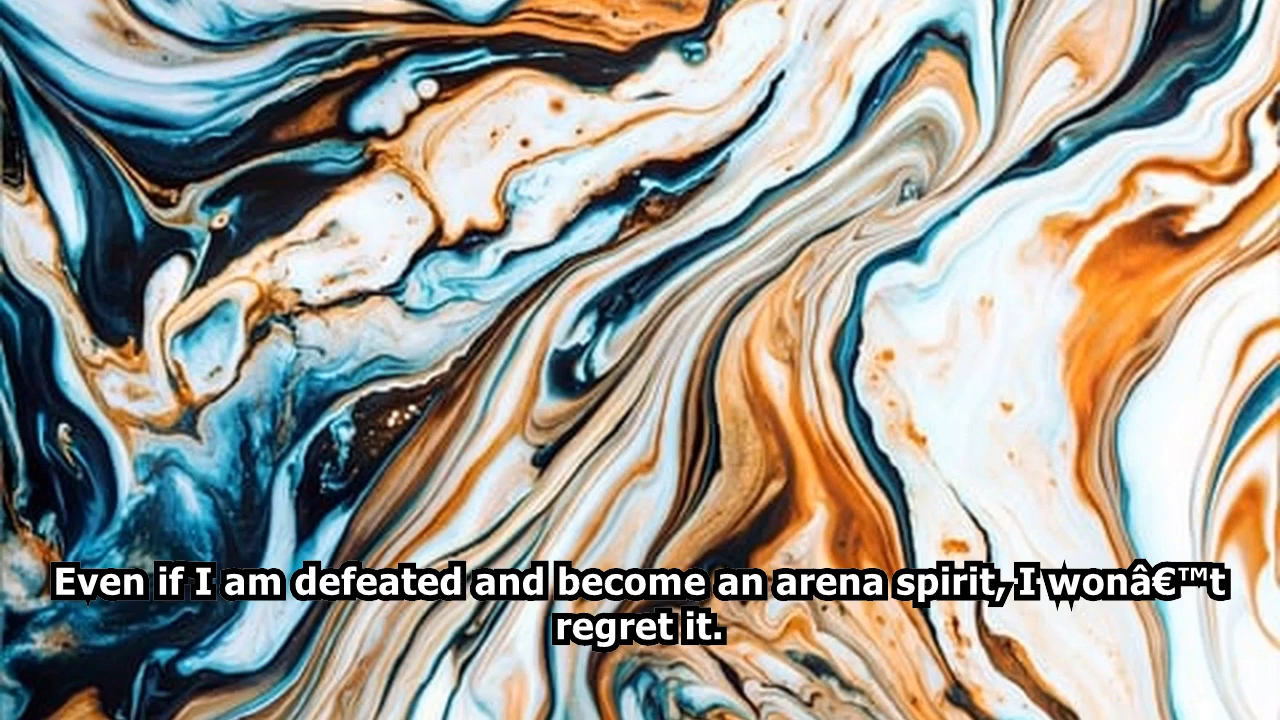 Even if I am defeated and become an arena spirit, I wonâ€™t
regret it.